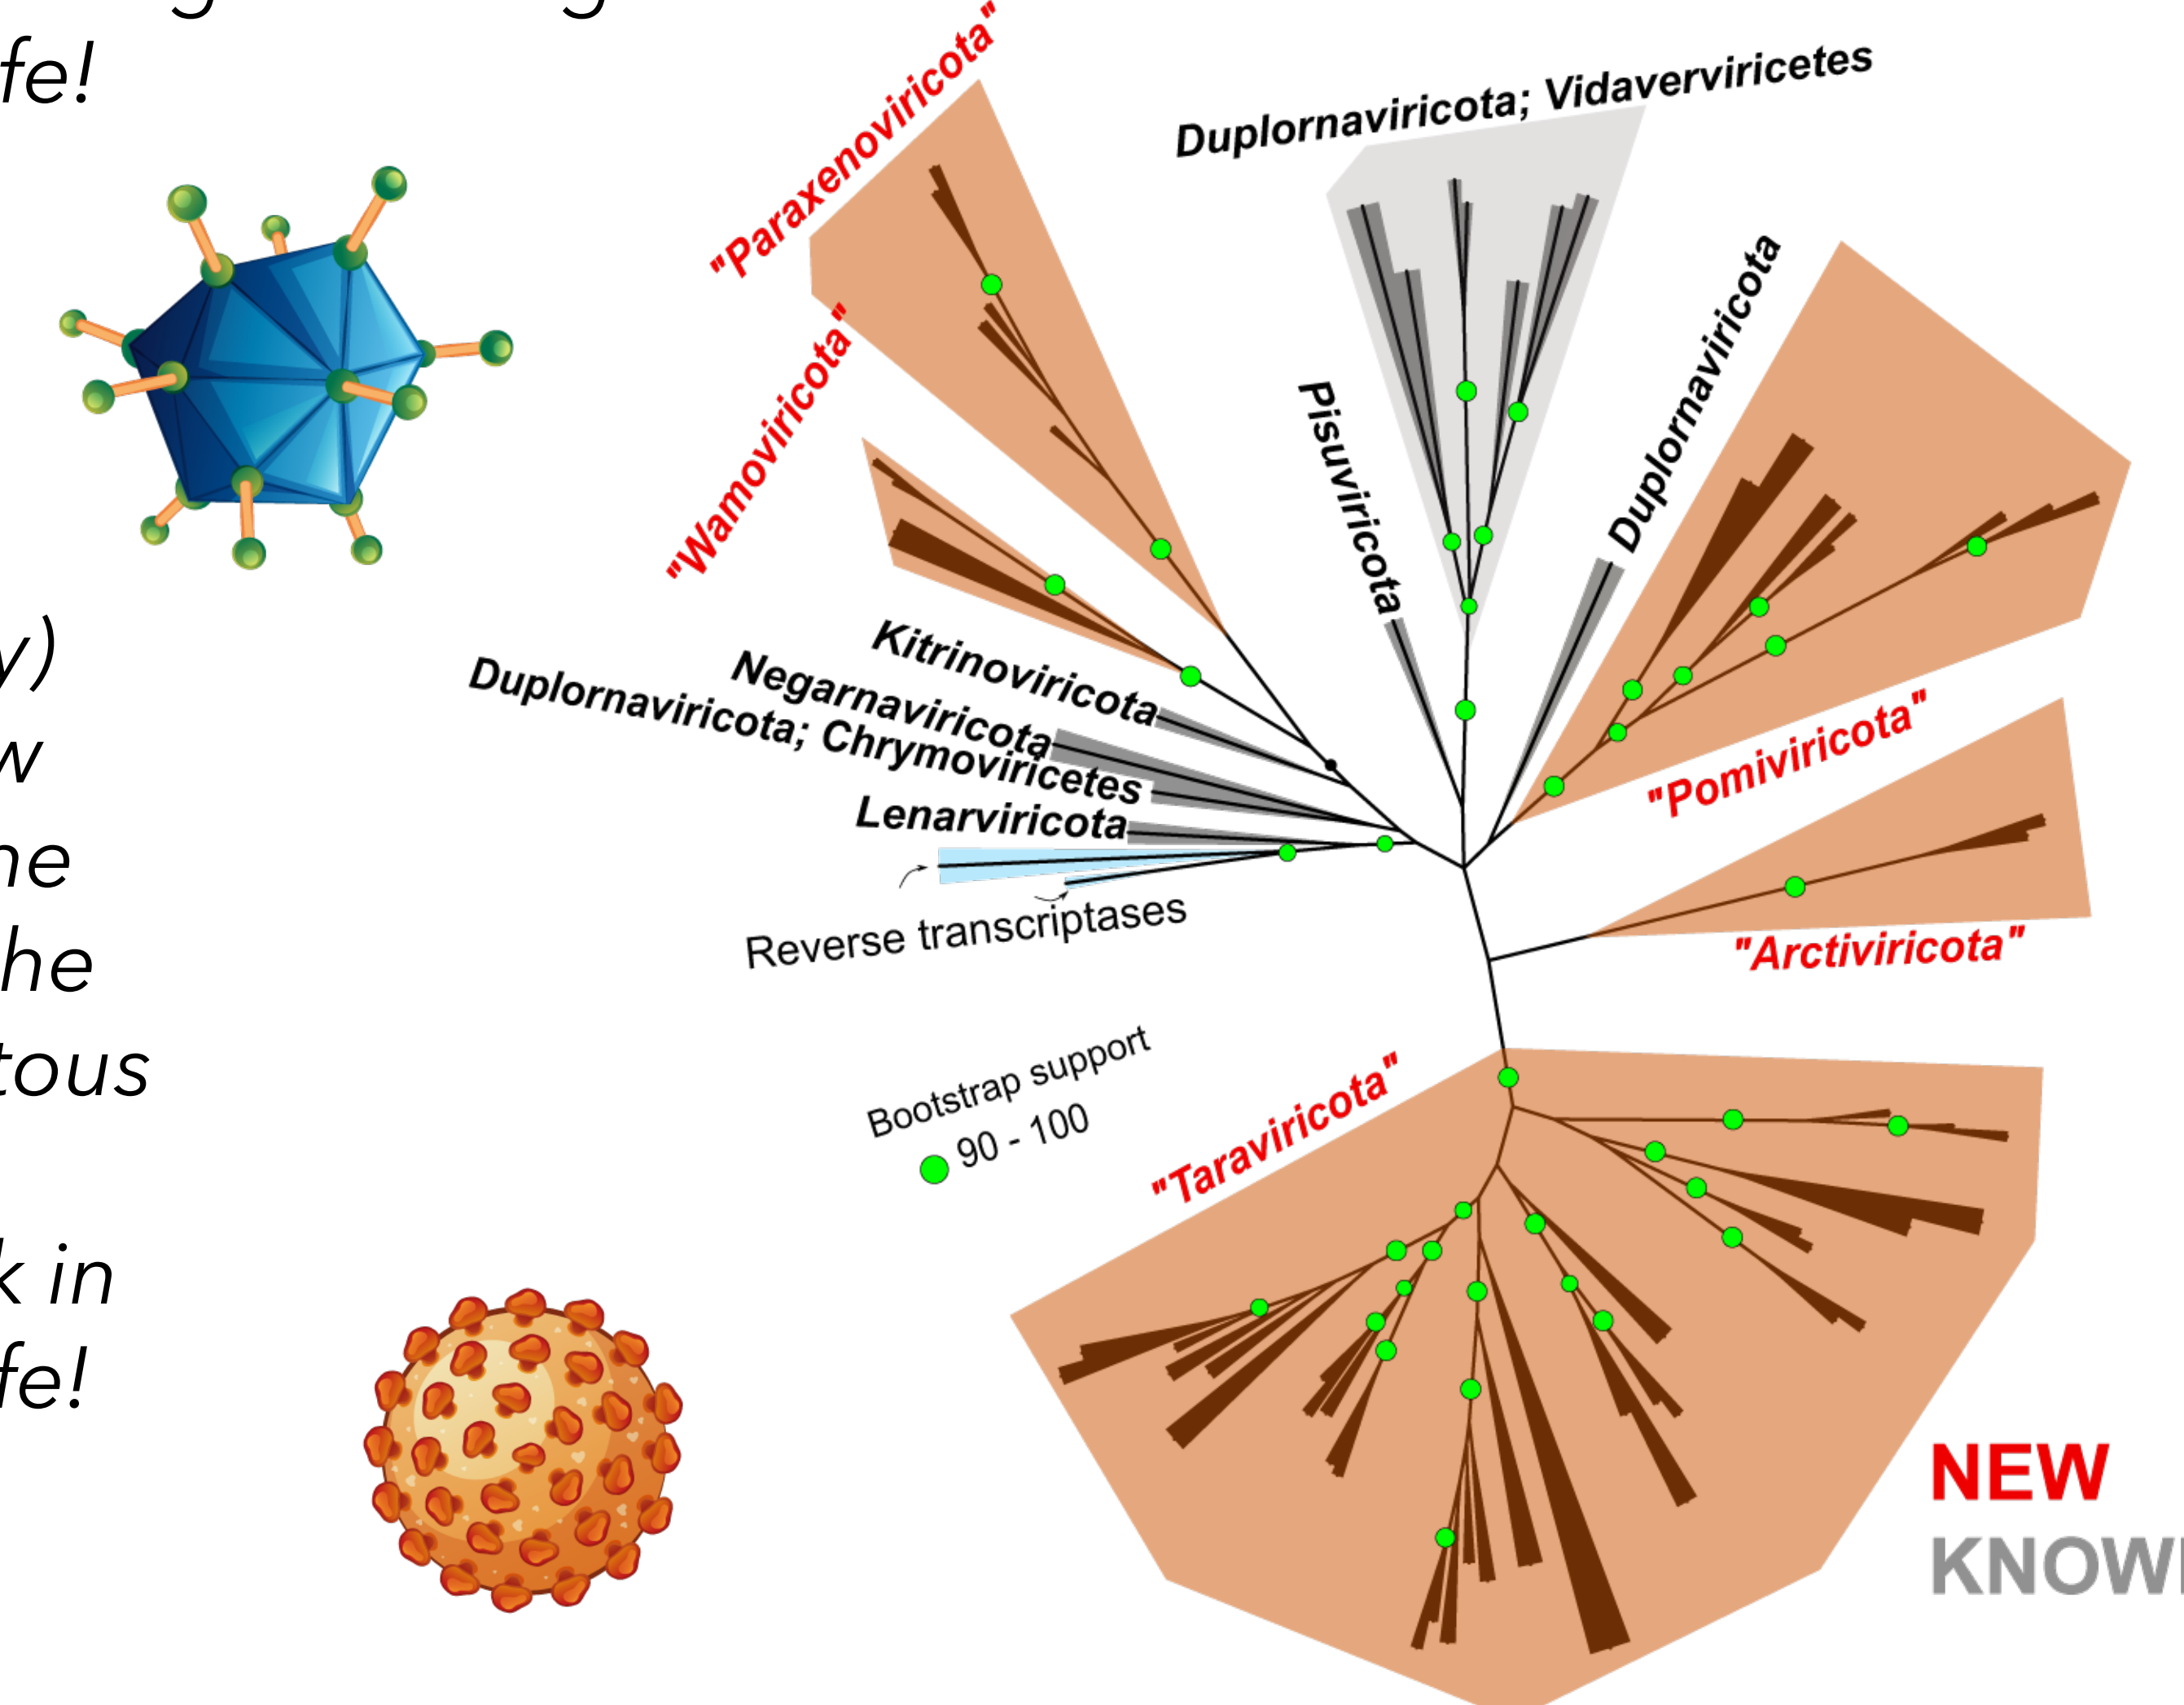 fe!
y)
w
ne
he
tous
k in
fe!
"Paraxenoviricota"
Duplornaviricota; Vidaverviricetes
"Wamoviricota"
Pisuviricota
Duplornaviricota
Kitrinoviricota
Negarnaviricota
Duplornaviricota; Chrymoviricetes
Lenarviricota
Reverse transcriptases
"Pomiviricota"
"Arctiviricota"
Bootstrap support
90 - 100
"Taraviricota"
NEW
KNOW